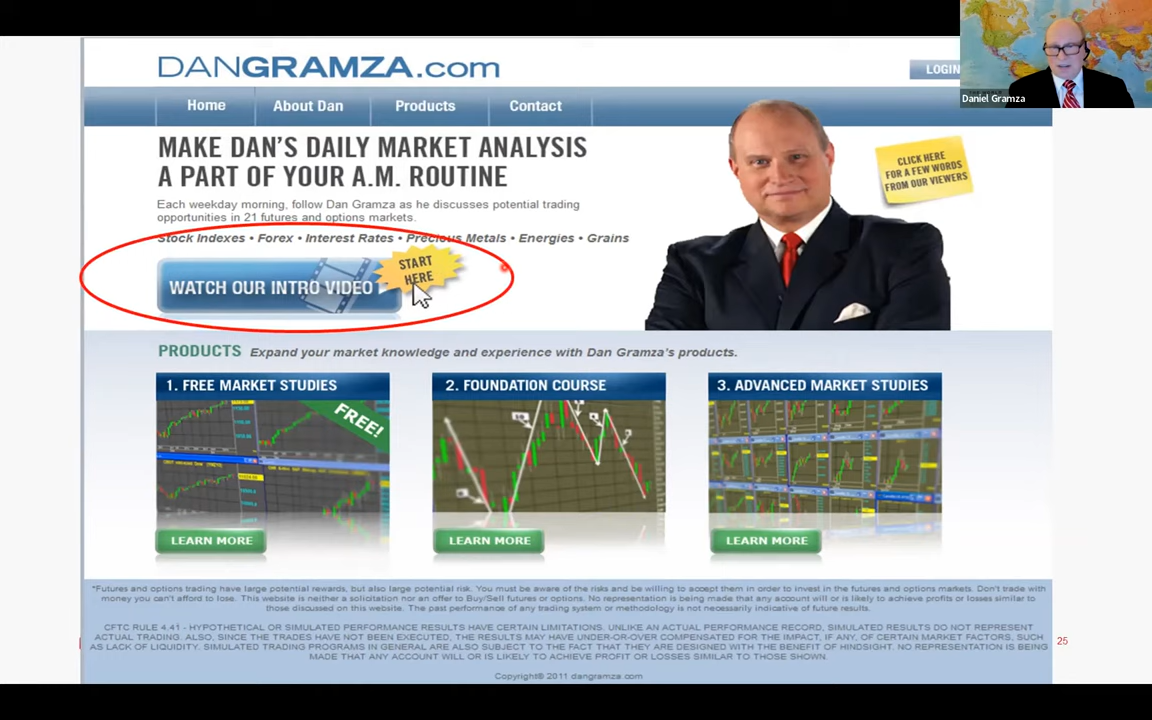 DANGRAMZA.com
LOGIN
Daniel Gramza
Home About Dan Products Contact
MAKE DAN'S DAILY MARKET ANALYSIS
A PART OF YOUR A.M. ROUTINE
Each weekday morning, follow Dan Gramza as he discusses potential trading
opportunities in 21 futures and options markets.
Stock Indexes • Forex • Interest Rates • Precious Metals • Energies • Grains
CLICK HERE
FOR A FEW WORDS
FROM OUR VIEWERS
WATCH OUR INTRO VIDEO
START
HERE
PRODUCTS Expand your market knowledge and experience with Dan Gramza's products.
1. FREE MARKET STUDIES
FREE!
LEARN MORE
2. FOUNDATION COURSE
LEARN MORE
3. ADVANCED MARKET STUDIES
LEARN MORE
*Futures and options trading have large potential rewards, but also large potential risk. You must be aware of the risks and be willing to accept them in order to invest in the futures and options markets. Don't trade with
money you can't afford to lose. This website is neither a solicitation nor an offer to Buy/Sell futures or options. No representation is being made that any account will or is likely to achieve profits or losses similar to
those discussed on this website. The past performance of any trading system or methodology is not necessarily indicative of future results.
CFTC RULE 4.41 - HYPOTHETICAL OR SIMULATED PERFORMANCE RESULTS HAVE CERTAIN LIMITATIONS. UNLIKE AN ACTUAL PERFORMANCE RECORD, SIMULATED RESULTS DO NOT REPRESENT
ACTUAL TRADING. ALSO, SINCE THE TRADES HAVE NOT BEEN EXECUTED, THE RESULTS MAY HAVE UNDER-OR-OVER COMPENSATED FOR THE IMPACT, IF ANY, OF CERTAIN MARKET FACTORS, SUCH
AS LACK OF LIQUIDITY. SIMULATED TRADING PROGRAMS IN GENERAL ARE ALSO SUBJECT TO THE FACT THAT THEY ARE DESIGNED WITH THE BENEFIT OF HINDSIGHT. NO REPRESENTATION IS BEING
MADE THAT ANY ACCOUNT WILL OR IS LIKELY TO ACHIEVE PROFIT OR LOSSES SIMILAR TO THOSE SHOWN.
25
Copyright© 2011 dangramza.com